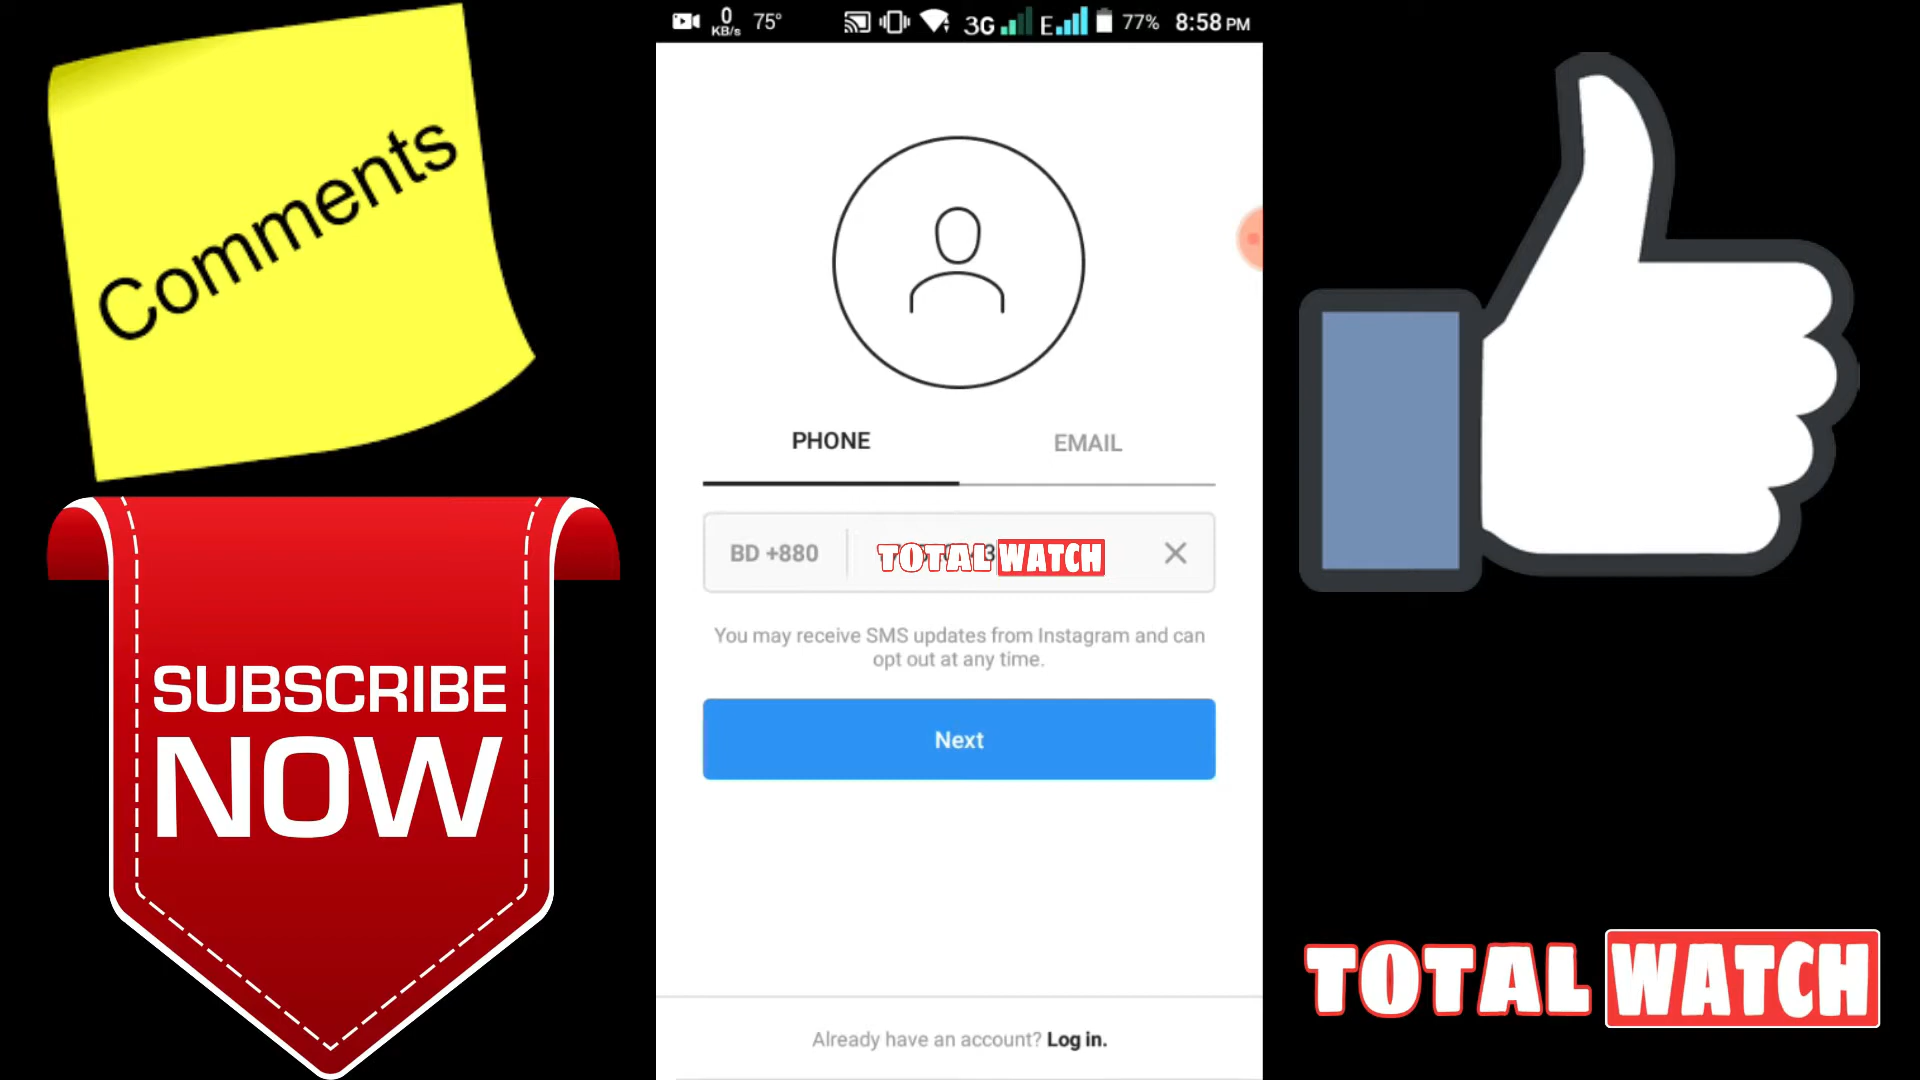 Comments
SUBSCRIBE
NOW
0
KB/s
75°
3G
E
77%
8:58 PM
PHONE
EMAIL
BD +880
TOTAL WATCH
You may receive SMS updates from Instagram and can
opt out at any time.
Next
Already have an account? Log in.
TOTAL WATCH